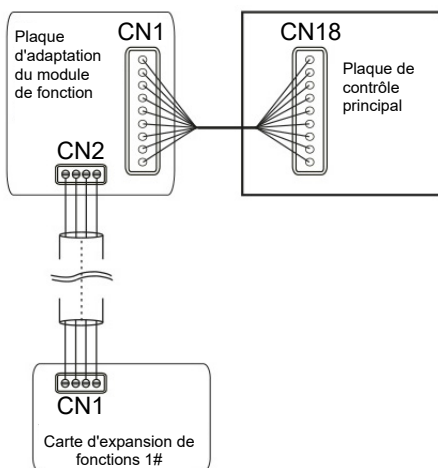 Plaque
d'adaptation
du module
de fonction
CN1
CN18
Plaque de
contrôle
principal
CN2
CN1
Carte d'expansion de
fonctions 1#